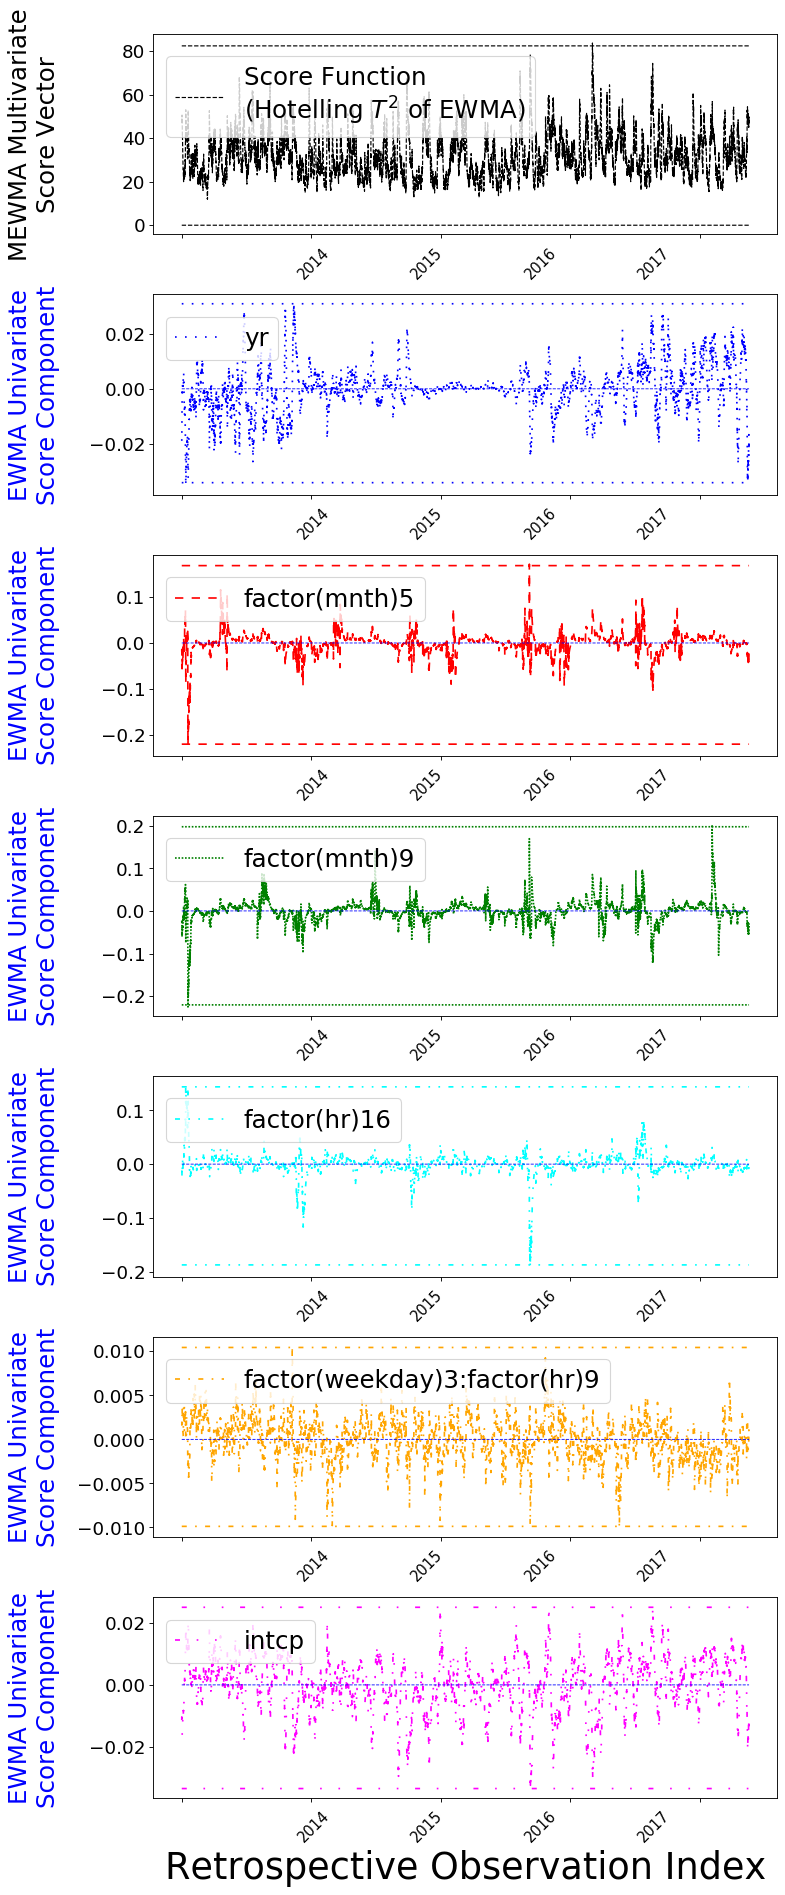 MEWMA Multivariate
Score Vector
80
60
40
20
0
Score Function
(Hotelling T² of EWMA)
2014
2015
2016
2017
EWMA Univariate
Score Component
0.02
0.00
−0.02
yr
2014
2015
2016
2017
EWMA Univariate
Score Component
0.1
0.0
−0.1
−0.2
factor(mnth)5
2014
2015
2016
2017
EWMA Univariate
Score Component
0.2
0.1
0.0
−0.1
−0.2
factor(mnth)9
2014
2015
2016
2017
EWMA Univariate
Score Component
0.1
0.0
−0.1
−0.2
factor(hr)16
2014
2015
2016
2017
EWMA Univariate
Score Component
0.010
0.005
0.000
−0.005
−0.010
factor(weekday)3:factor(hr)9
2014
2015
2016
2017
EWMA Univariate
Score Component
0.02
0.00
−0.02
intcp
2014
2015
2016
2017
Retrospective Observation Index